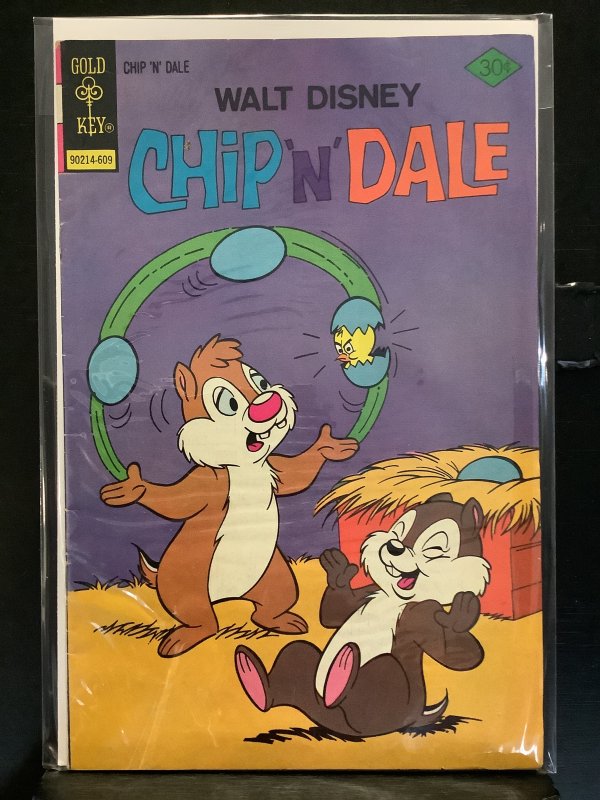 GOLD
KEY®
90214-609
CHIP 'N' DALE
30¢
WALT DISNEY
CHIP 'N' DALE